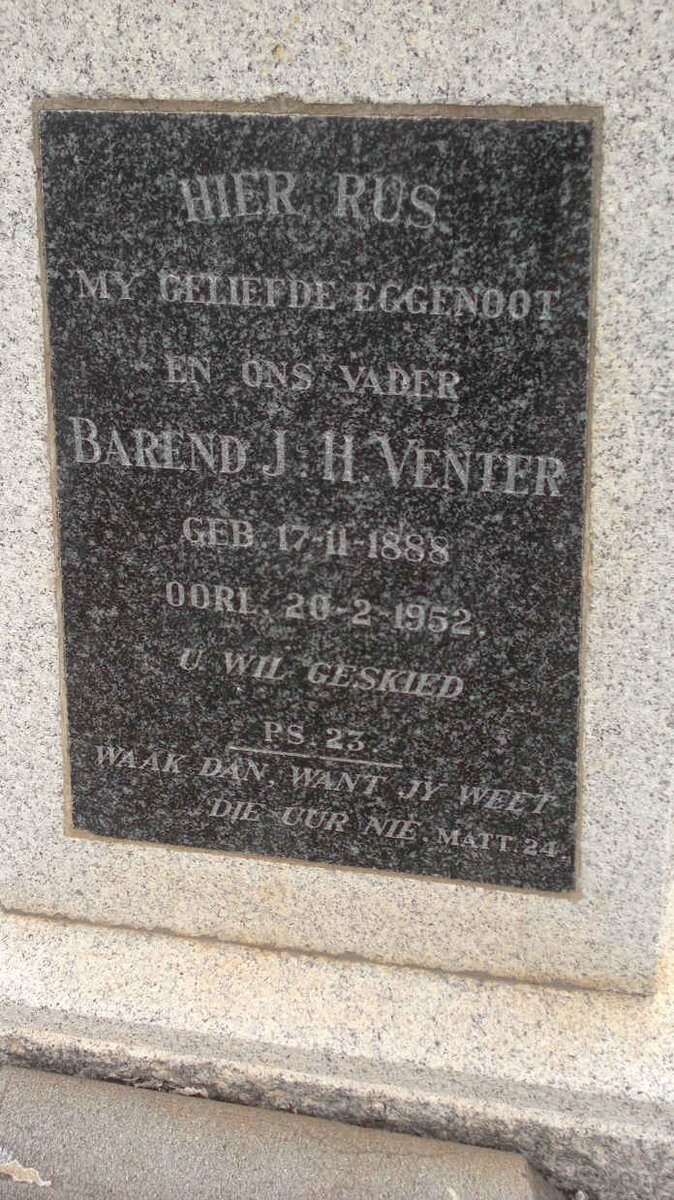 HIER RUS
MY GELIEFDE EGGENOOT
EN ONS VADER
BAREND J. H. VENTER
GEB 17-11-1888
OORL. 20-2-1952.
U WIL GESKIED
PS. 23.
WAAK DAN, WANT JY WEET
DIE UUR NIE. MATT. 24.